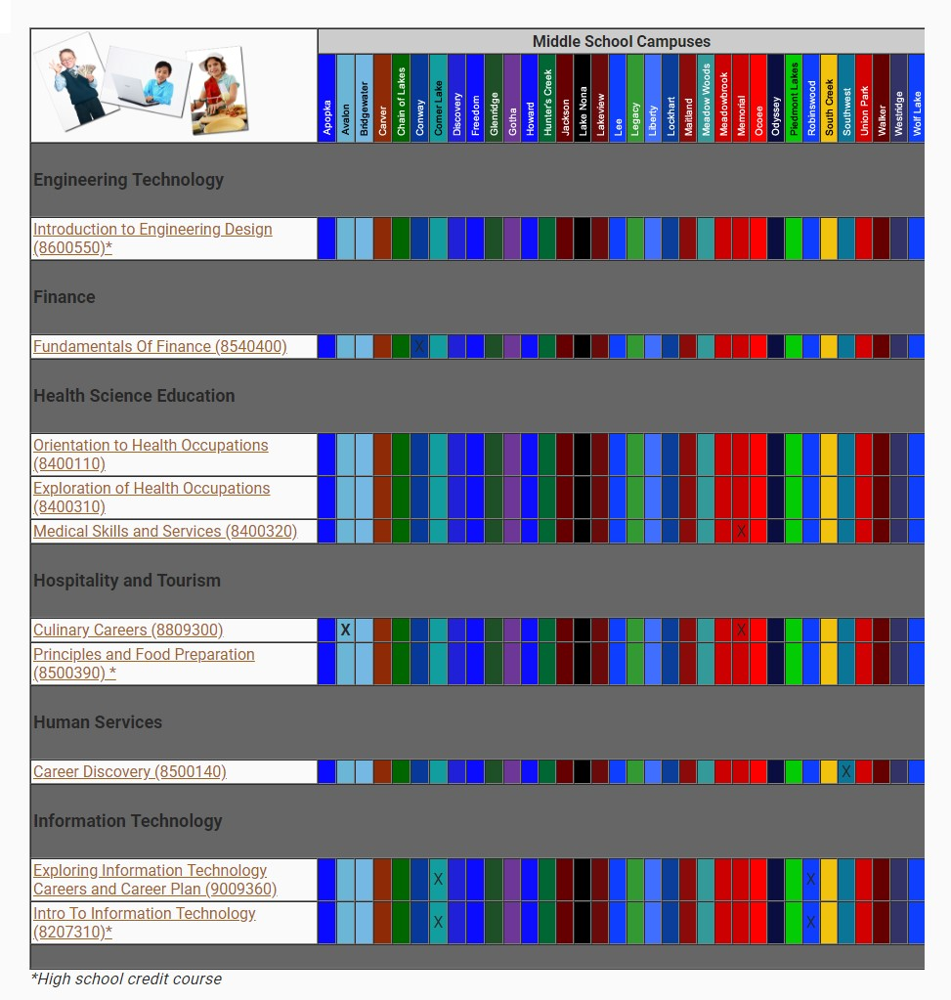 Middle School Campuses
Apopka
Avalon
Bridgewater
Carver
Chain of Lakes
Conway
Corner Lake
Discovery
Freedom
Glenridge
Gotha
Howard
Hunter's Creek
Jackson
Lake Nona
Lakeview
Lee
Legacy
Liberty
Lockhart
Maitland
Meadow Woods
Meadowbrook
Memorial
Ocoee
Odyssey
Piedmont Lakes
Robinswood
South Creek
Southwest
Union Park
Walker
Westridge
Wolf Lake
Engineering Technology
Introduction to Engineering Design
(8600550)*
Finance
Fundamentals Of Finance (8540400) X
Health Science Education
Orientation to Health Occupations
(8400110)
Exploration of Health Occupations
(8400310)
Medical Skills and Services (8400320) X
Hospitality and Tourism
Culinary Careers (8809300) X X
Principles and Food Preparation
(8500390) *
Human Services
Career Discovery (8500140) X
Information Technology
Exploring Information Technology
Careers and Career Plan (9009360) X X
Intro To Information Technology
(8207310)* X X
*High school credit course